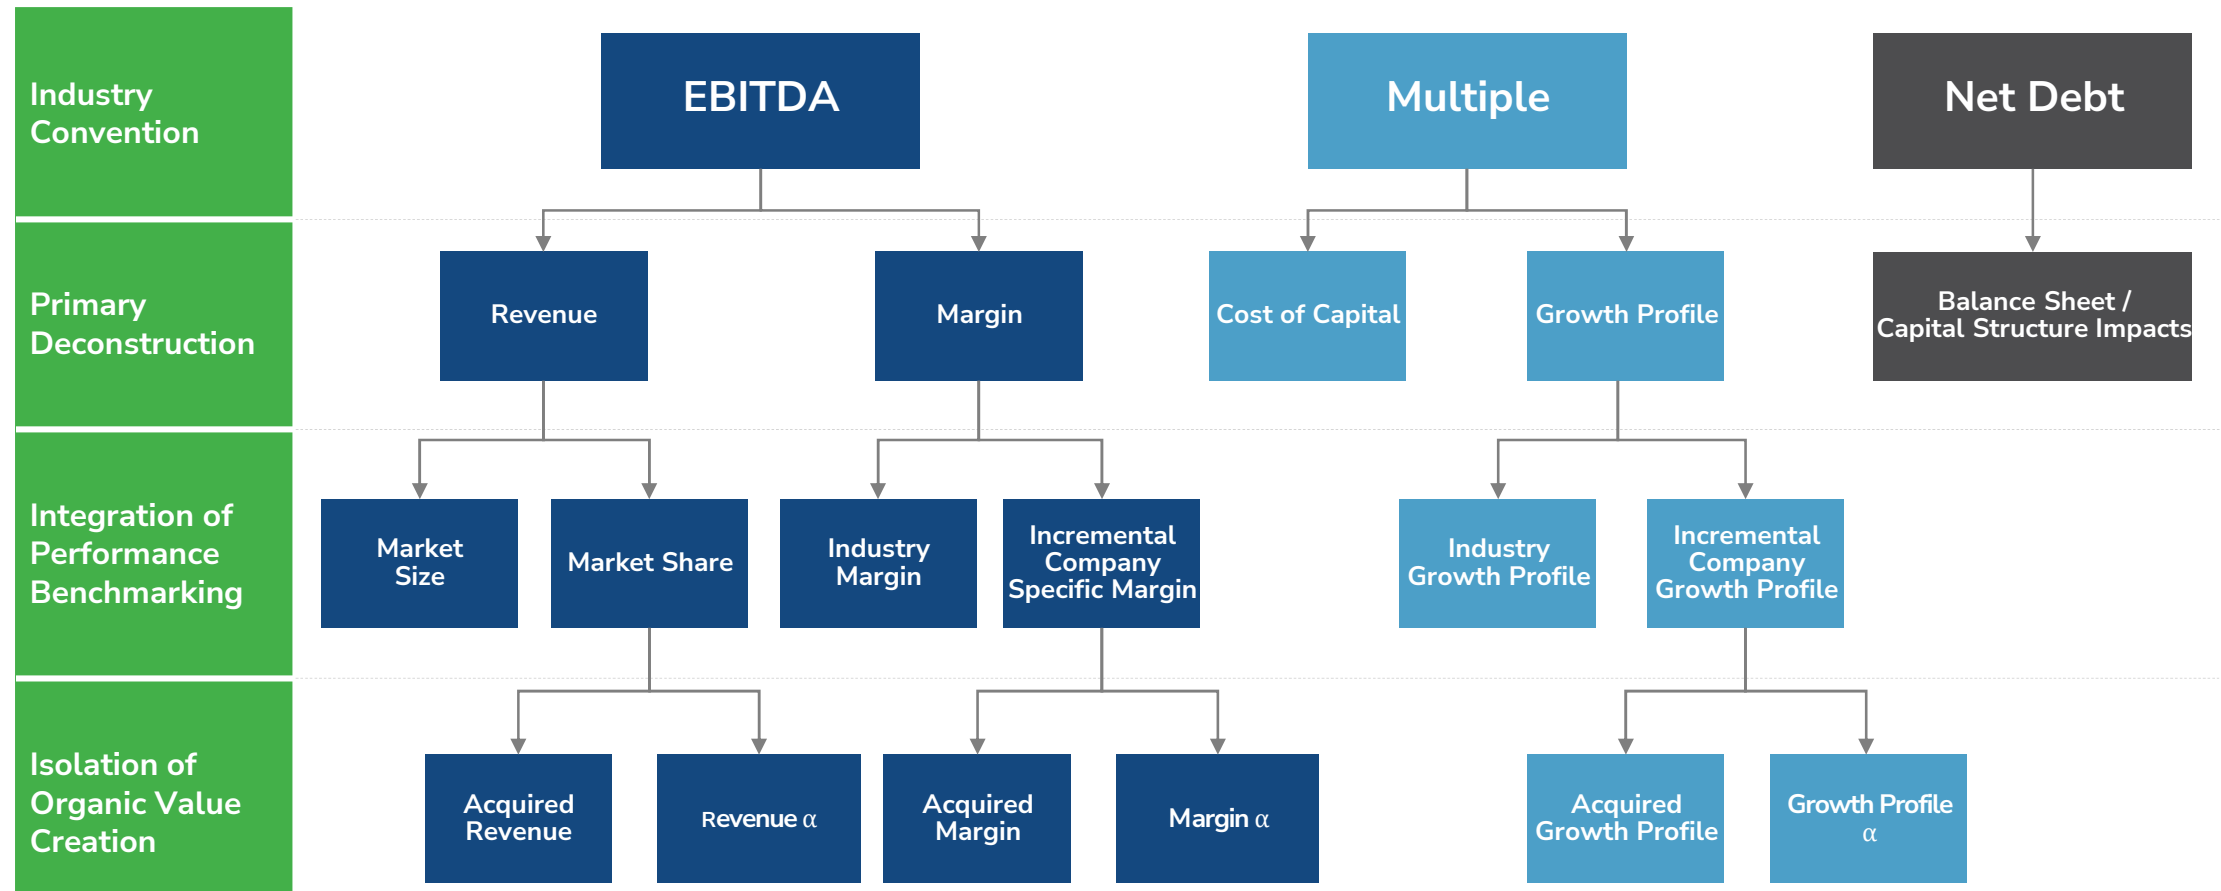 Industry
Convention
EBITDA
Multiple
Net Debt
Primary
Deconstruction
Revenue
Margin
Cost of Capital
Growth Profile
Balance Sheet /
Capital Structure Impacts
Integration of
Performance
Benchmarking
Market
Size
Market Share
Industry
Margin
Incremental
Company
Specific Margin
Industry
Growth Profile
Incremental
Company
Growth Profile
Isolation of
Organic Value
Creation
Acquired
Revenue
Revenue α
Acquired
Margin
Margin α
Acquired
Growth Profile
Growth Profile
α